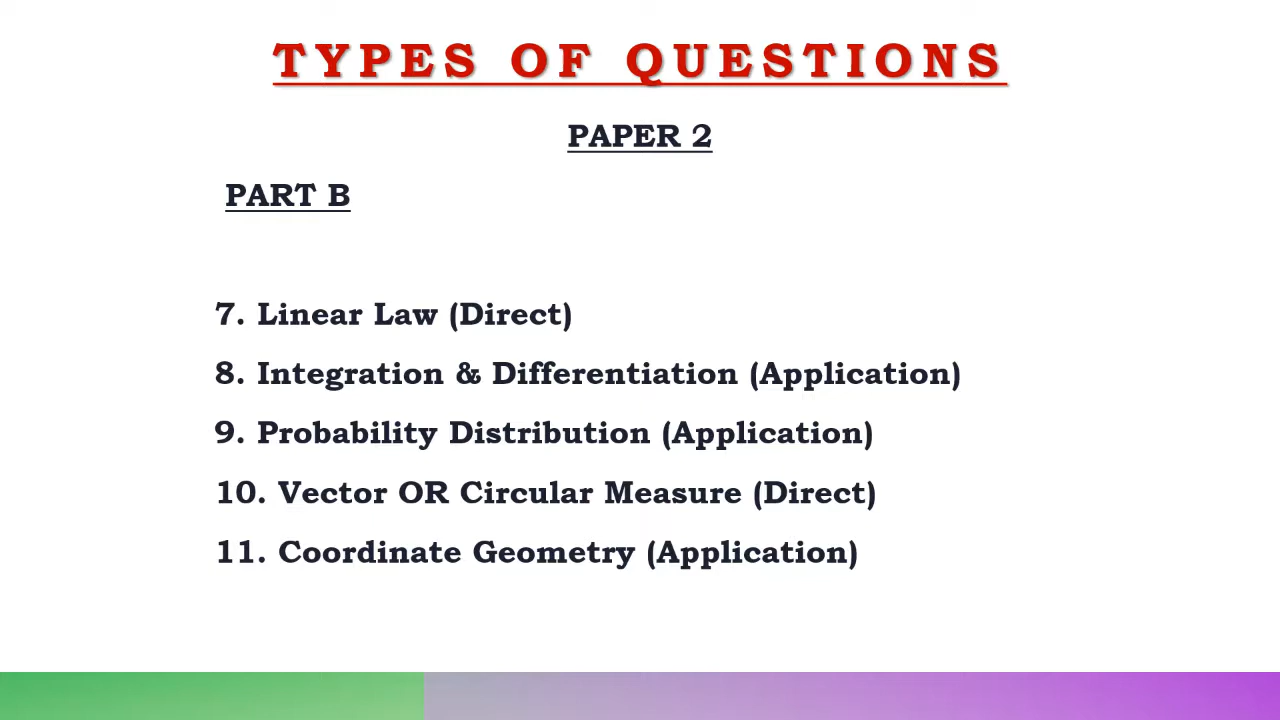 TYPES OF QUESTIONS
PAPER 2
PART B
7. Linear Law (Direct)
8. Integration & Differentiation (Application)
9. Probability Distribution (Application)
10. Vector OR Circular Measure (Direct)
11. Coordinate Geometry (Application)